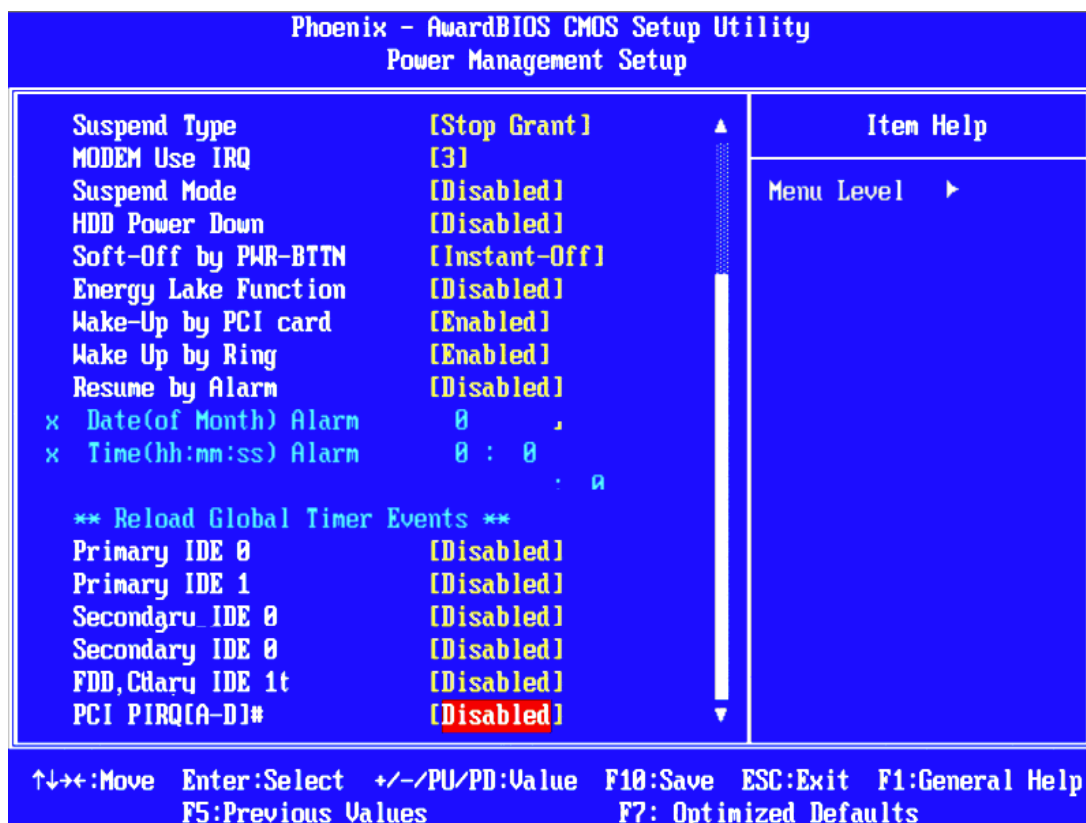 Phoenix - AwardBIOS CMOS Setup Utility
Power Management Setup
Suspend Type [Stop Grant]
MODEM Use IRQ [3]
Suspend Mode [Disabled]
HDD Power Down [Disabled]
Soft-Off by PWR-BTTN [Instant-Off]
Energy Lake Function [Disabled]
Wake-Up by PCI card [Enabled]
Wake Up by Ring [Enabled]
Resume by Alarm [Disabled]
x Date(of Month) Alarm 0
x Time(hh:mm:ss) Alarm 0 : 0
: 0
** Reload Global Timer Events **
Primary IDE 0 [Disabled]
Primary IDE 1 [Disabled]
Secondary IDE 0 [Disabled]
Secondary IDE 0 [Disabled]
FDD, IDE 1t [Disabled]
PCI PIRQ[A-D]# [Disabled]
Item Help
Menu Level ►
↑↓→←:Move Enter:Select +/-/PU/PD:Value F10:Save ESC:Exit F1:General Help
F5:Previous Values F7: Optimized Defaults